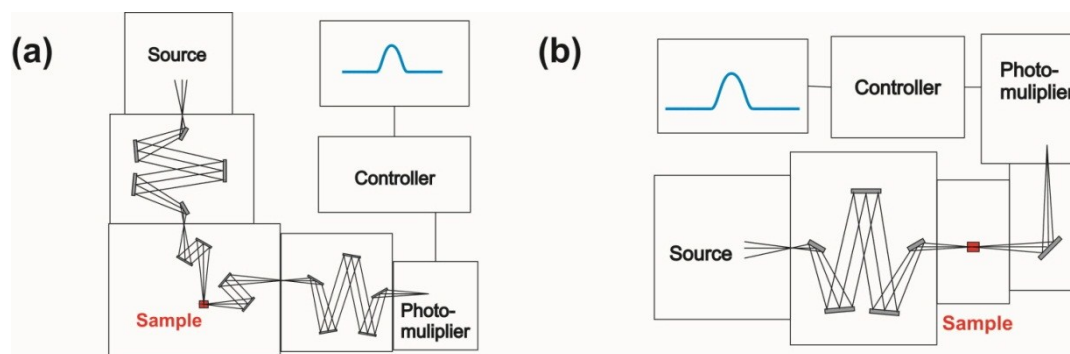 (a)
Source
Controller
Sample
Photo-
muliplier
(b)
Photo-
muliplier
Controller
Source
Sample